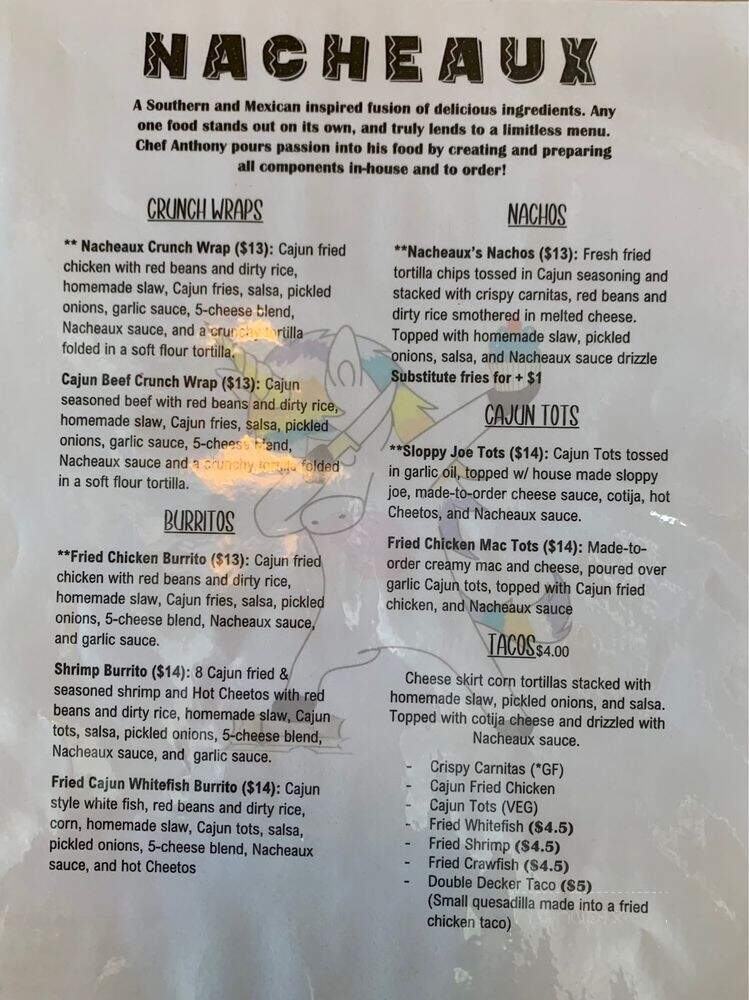 NACHEAUX
A Southern and Mexican inspired fusion of delicious ingredients. Any
one food stands out on its own, and truly lends to a limitless menu.
Chef Anthony pours passion into his food by creating and preparing
all components in-house and to order!
CRUNCH WRAPS
** Nacheaux Crunch Wrap ($13): Cajun fried
chicken with red beans and dirty rice,
homemade slaw, Cajun fries, salsa, pickled
onions, garlic sauce, 5-cheese blend,
Nacheaux sauce, and a crunchy tortilla
folded in a soft flour tortilla.
Cajun Beef Crunch Wrap ($13): Cajun
seasoned beef with red beans and dirty rice,
homemade slaw, Cajun fries, salsa, pickled
onions, garlic sauce, 5-cheese blend,
Nacheaux sauce and a crunchy tortilla folded
in a soft flour tortilla.
BURRITOS
**Fried Chicken Burrito ($13): Cajun fried
chicken with red beans and dirty rice,
homemade slaw, Cajun fries, salsa, pickled
onions, 5-cheese blend, Nacheaux sauce,
and garlic sauce.
Shrimp Burrito ($14): 8 Cajun fried &
seasoned shrimp and Hot Cheetos with red
beans and dirty rice, homemade slaw, Cajun
tots, salsa, pickled onions, 5-cheese blend,
Nacheaux sauce, and garlic sauce.
Fried Cajun Whitefish Burrito ($14): Cajun
style white fish, red beans and dirty rice,
corn, homemade slaw, Cajun tots, salsa,
pickled onions, 5-cheese blend, Nacheaux
sauce, and hot Cheetos
NACHOS
**Nacheaux's Nachos ($13): Fresh fried
tortilla chips tossed in Cajun seasoning and
stacked with crispy carnitas, red beans and
dirty rice smothered in melted cheese.
Topped with homemade slaw, pickled
onions, salsa, and Nacheaux sauce drizzle
Substitute fries for + $1
CAJUN TOTS
**Sloppy Joe Tots ($14): Cajun Tots tossed
in garlic oil, topped w/ house made sloppy
joe, made-to-order cheese sauce, cotija, hot
Cheetos, and Nacheaux sauce.
Fried Chicken Mac Tots ($14): Made-to-
order creamy mac and cheese, poured over
garlic Cajun tots, topped with Cajun fried
chicken, and Nacheaux sauce
TACOS $4.00
Cheese skirt corn tortillas stacked with
homemade slaw, pickled onions, and salsa.
Topped with cotija cheese and drizzled with
Nacheaux sauce.
- Crispy Carnitas (*GF)
- Cajun Fried Chicken
- Cajun Tots (VEG)
- Fried Whitefish ($4.5)
- Fried Shrimp ($4.5)
- Fried Crawfish ($4.5)
- Double Decker Taco ($5)
(Small quesadilla made into a fried
chicken taco)